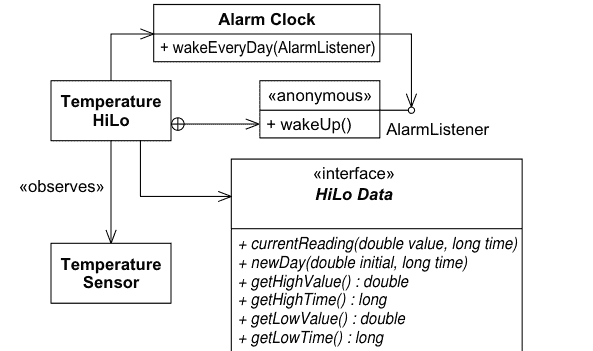 Alarm Clock
+ wakeEveryDay(AlarmListener)
Temperature
HiLo
«anonymous»
+ wakeUp()
AlarmListener
«observes»
«interface»
HiLo Data
+ currentReading(double value, long time)
+ newDay(double initial, long time)
+ getHighValue() : double
+ getHighTime() : long
+ getLowValue() : double
+ getLowTime() : long
Temperature
Sensor